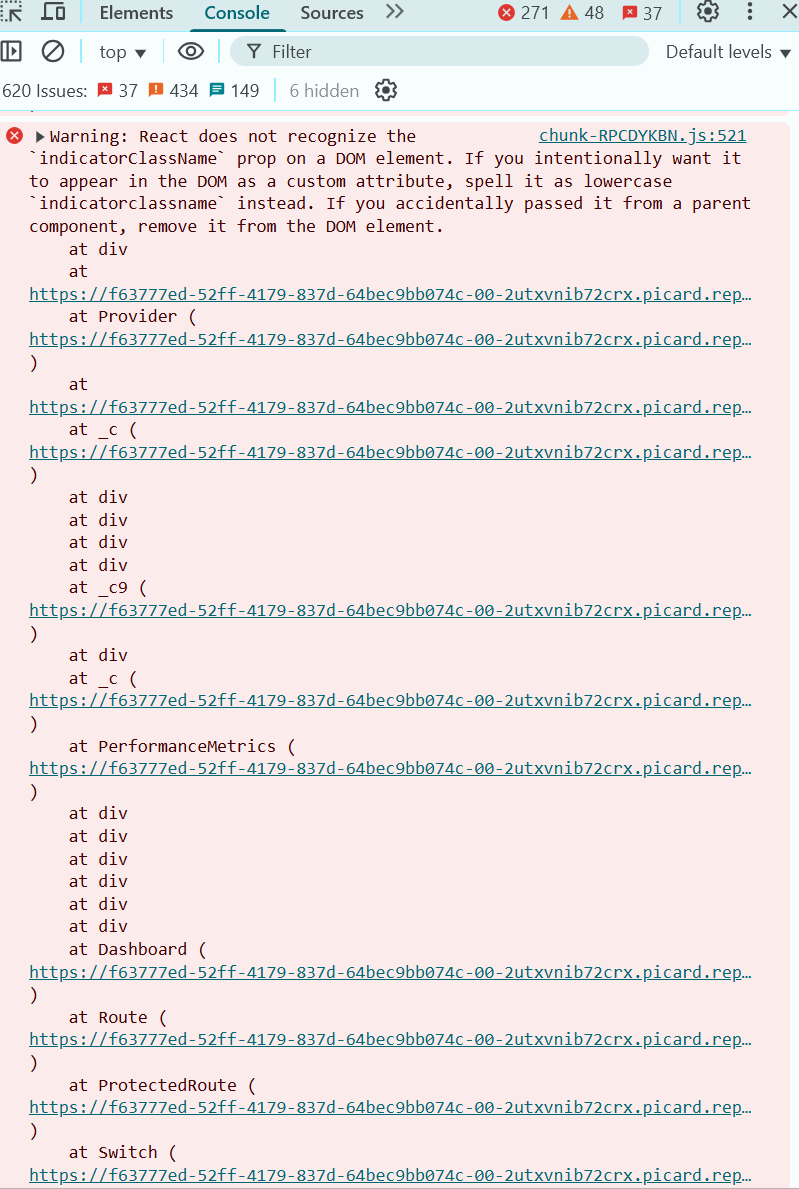 Elements Console Sources 271 48 37
top Filter Default levels
620 Issues: 37 434 149 6 hidden
Warning: React does not recognize the chunk-RPCDYKBN.js:521
`indicatorClassName` prop on a DOM element. If you intentionally want it
to appear in the DOM as a custom attribute, spell it as lowercase
`indicatorclassname` instead. If you accidentally passed it from a parent
component, remove it from the DOM element.
at div
at
https://f63777ed-52ff-4179-837d-64bec9bb074c-00-2utxvnib72crx.picard.rep…
at Provider (
https://f63777ed-52ff-4179-837d-64bec9bb074c-00-2utxvnib72crx.picard.rep…
)
at
https://f63777ed-52ff-4179-837d-64bec9bb074c-00-2utxvnib72crx.picard.rep…
at _c (
https://f63777ed-52ff-4179-837d-64bec9bb074c-00-2utxvnib72crx.picard.rep…
)
at div
at div
at div
at div
at _c9 (
https://f63777ed-52ff-4179-837d-64bec9bb074c-00-2utxvnib72crx.picard.rep…
)
at div
at _c (
https://f63777ed-52ff-4179-837d-64bec9bb074c-00-2utxvnib72crx.picard.rep…
)
at PerformanceMetrics (
https://f63777ed-52ff-4179-837d-64bec9bb074c-00-2utxvnib72crx.picard.rep…
)
at div
at div
at div
at div
at div
at div
at Dashboard (
https://f63777ed-52ff-4179-837d-64bec9bb074c-00-2utxvnib72crx.picard.rep…
)
at Route (
https://f63777ed-52ff-4179-837d-64bec9bb074c-00-2utxvnib72crx.picard.rep…
)
at ProtectedRoute (
https://f63777ed-52ff-4179-837d-64bec9bb074c-00-2utxvnib72crx.picard.rep…
)
at Switch (
https://f63777ed-52ff-4179-837d-64bec9bb074c-00-2utxvnib72crx.picard.rep…